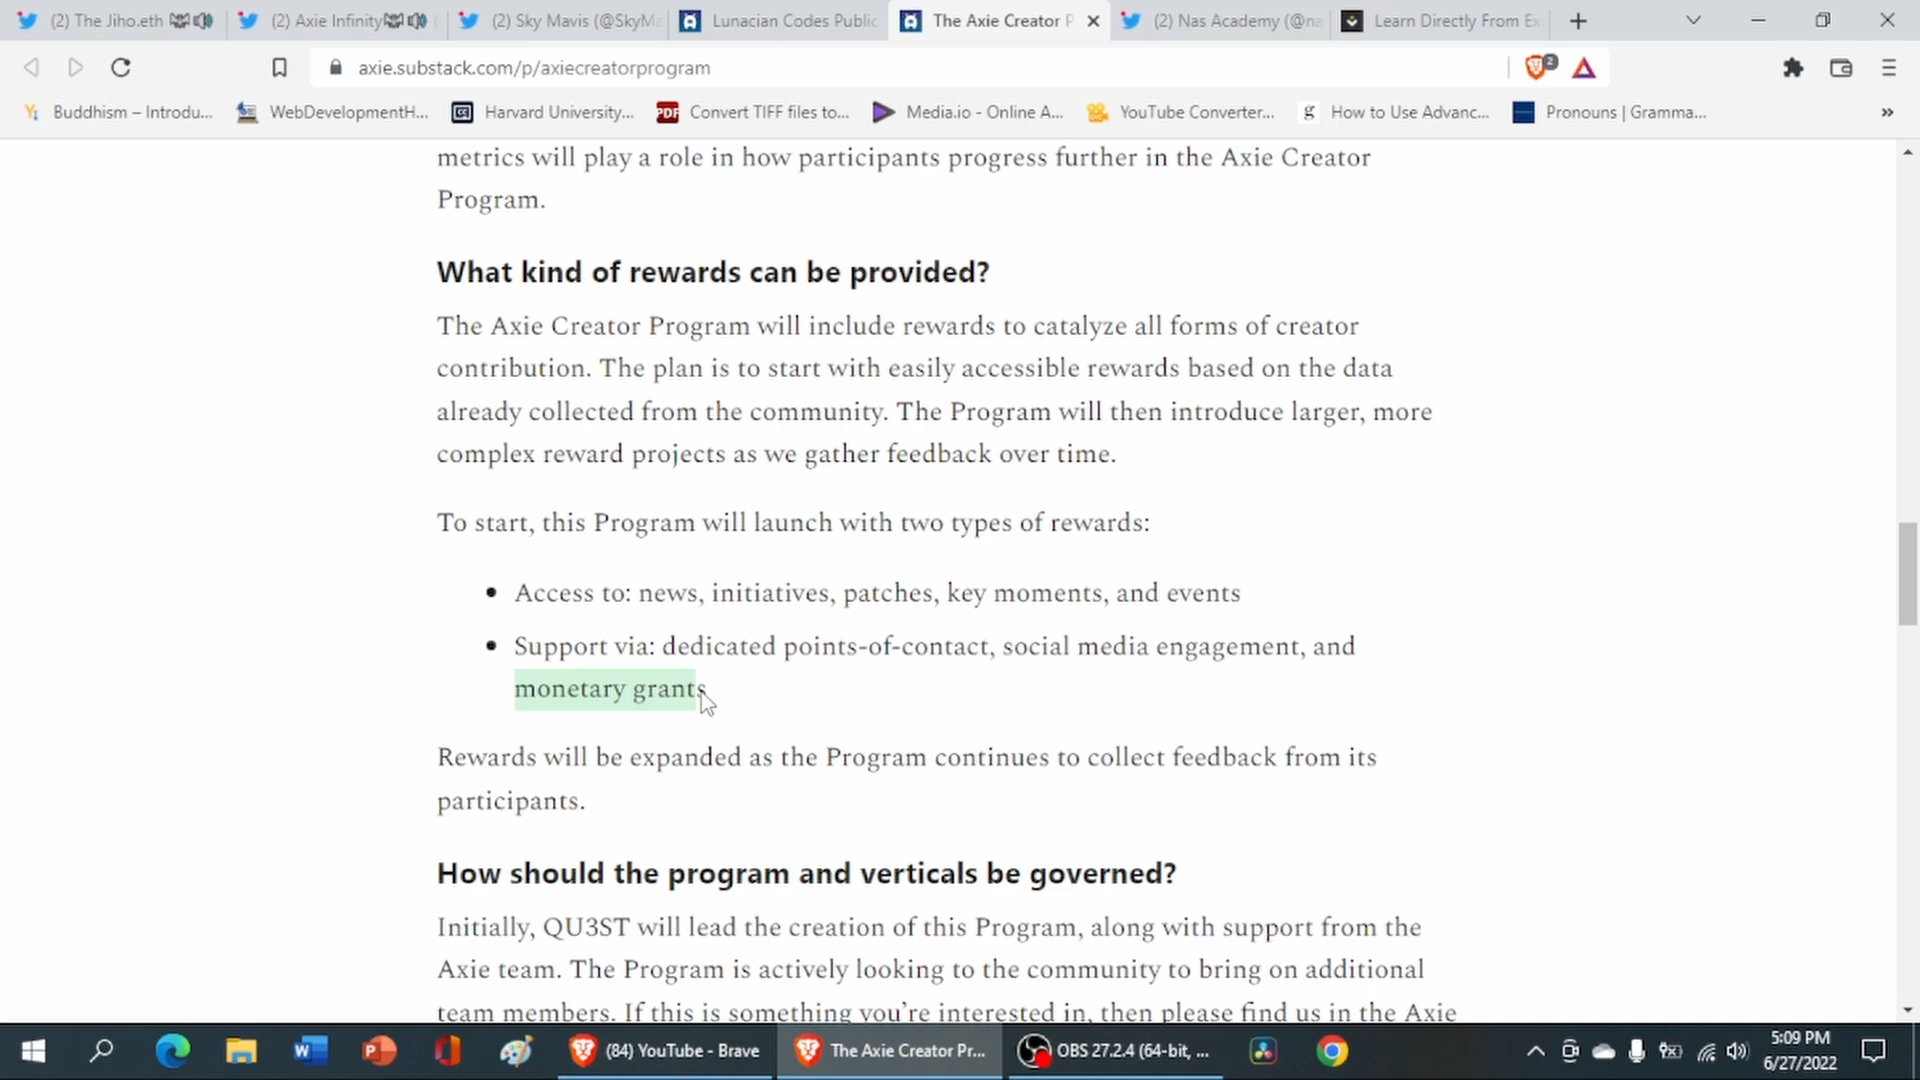 (2) The Jiho.eth
(2) Axie Infinity
(2) Sky Mavis (@SkyMa
Lunacian Codes Public
The Axie Creator P
(2) Nas Academy (@na
Learn Directly From Ex
axie.substack.com/p/axiecreatorprogram
2
Buddhism – Introdu...
WebDevelopmentH...
Harvard University...
PDF
Convert TIFF files to...
Media.io - Online A...
YouTube Converter...
g
How to Use Advanc...
Pronouns | Gramma...
»
metrics will play a role in how participants progress further in the Axie Creator
Program.
What kind of rewards can be provided?
The Axie Creator Program will include rewards to catalyze all forms of creator
contribution. The plan is to start with easily accessible rewards based on the data
already collected from the community. The Program will then introduce larger, more
complex reward projects as we gather feedback over time.
To start, this Program will launch with two types of rewards:
• Access to: news, initiatives, patches, key moments, and events
• Support via: dedicated points-of-contact, social media engagement, and
monetary grants
Rewards will be expanded as the Program continues to collect feedback from its
participants.
How should the program and verticals be governed?
Initially, QU3ST will lead the creation of this Program, along with support from the
Axie team. The Program is actively looking to the community to bring on additional
team members. If this is something you’re interested in, then please find us in the Axie
(84) YouTube - Brave
The Axie Creator Pr...
OBS 27.2.4 (64-bit, ...
5:09 PM
6/27/2022